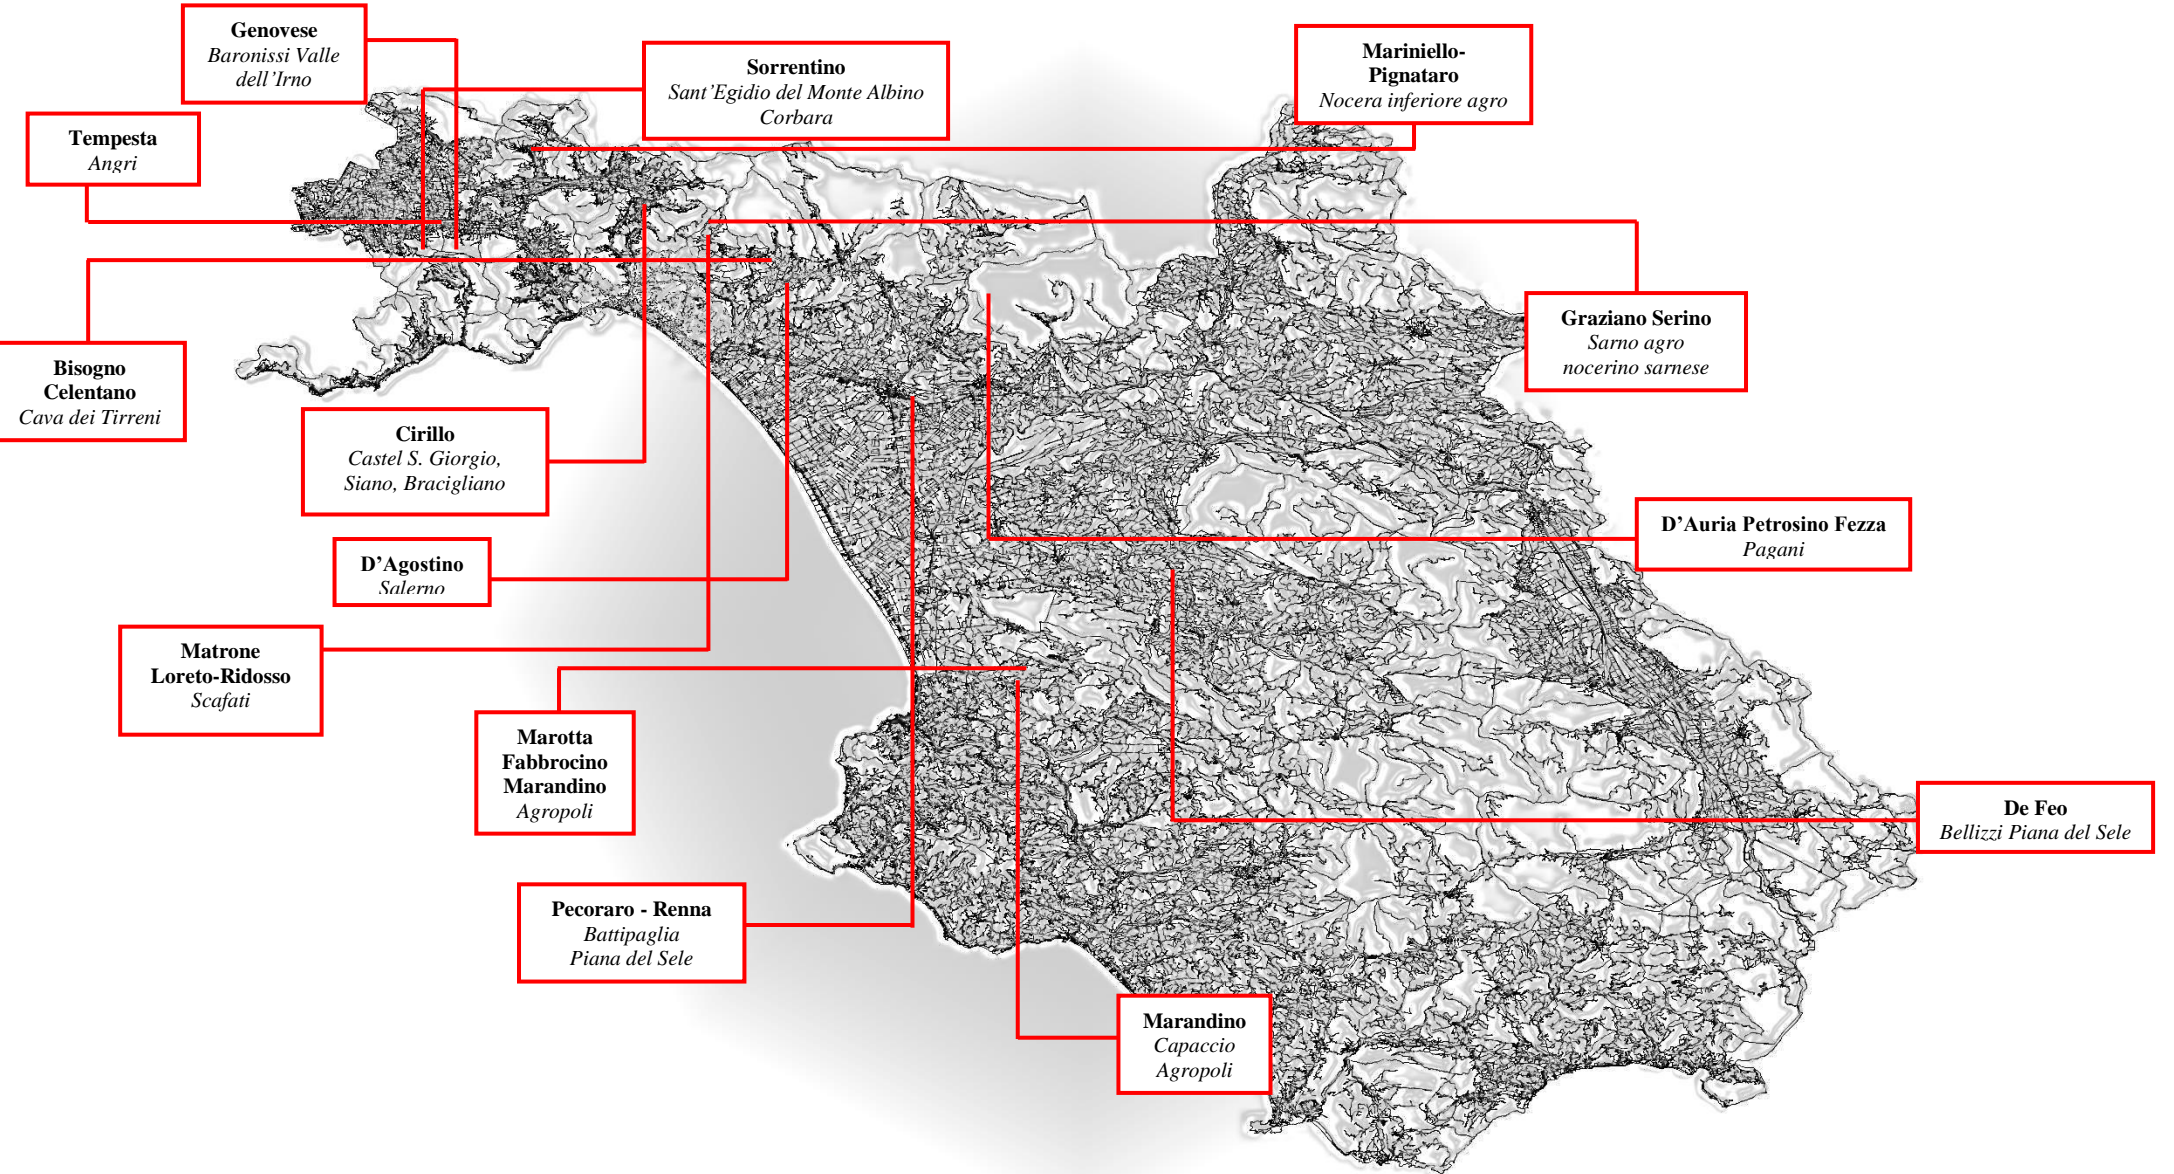 Genovese
Baronissi Valle
dell’Irno
Sorrentino
Sant’Egidio del Monte Albino
Corbara
Mariniello-
Pignataro
Nocera inferiore agro
Tempesta
Angri
Graziano Serino
Sarno agro
nocerino sarnese
Bisogno
Celentano
Cava dei Tirreni
Cirillo
Castel S. Giorgio,
Siano, Bracigliano
D’Auria Petrosino Fezza
Pagani
D’Agostino
Salerno
Matrone
Loreto-Ridosso
Scafati
Marotta
Fabbrocino
Marandino
Agropoli
De Feo
Bellizzi Piana del Sele
Pecoraro - Renna
Battipaglia
Piana del Sele
Marandino
Capaccio
Agropoli